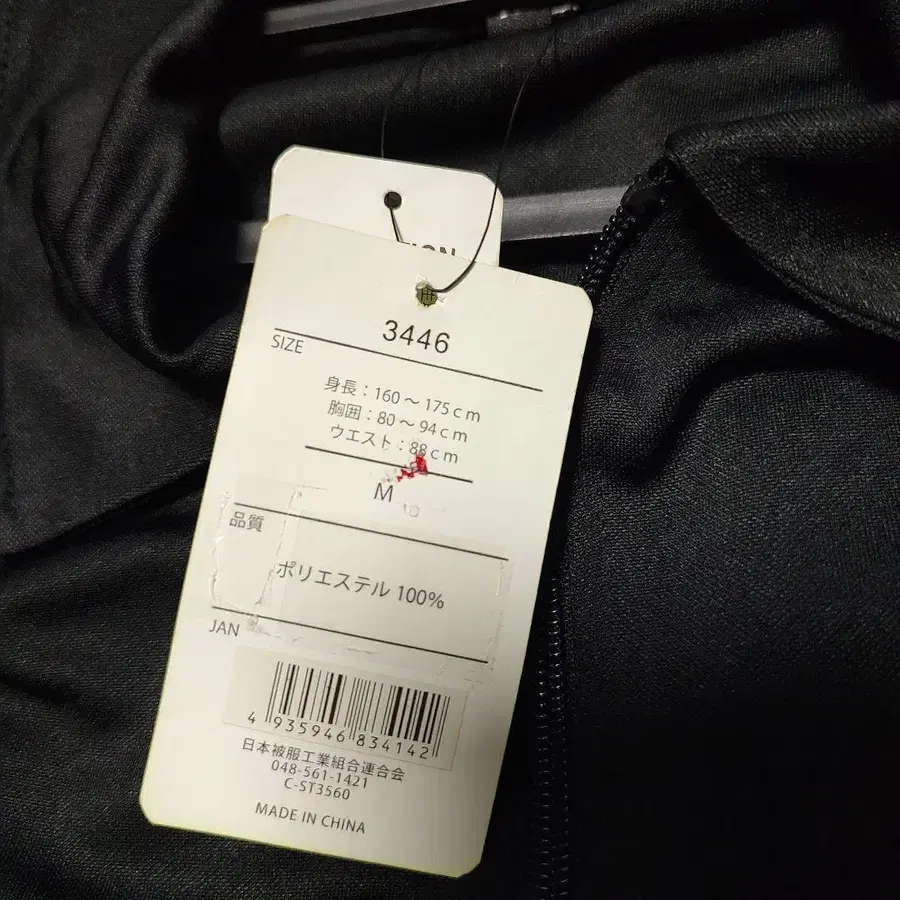 3446
SIZE
身長：160～175cm
胸囲：80～94cm
ウエスト：88cm
M
品質
ポリエステル 100%
JAN
4 935946 834142
日本被服工業組合連合会
048-561-1421
C-ST3560
MADE IN CHINA